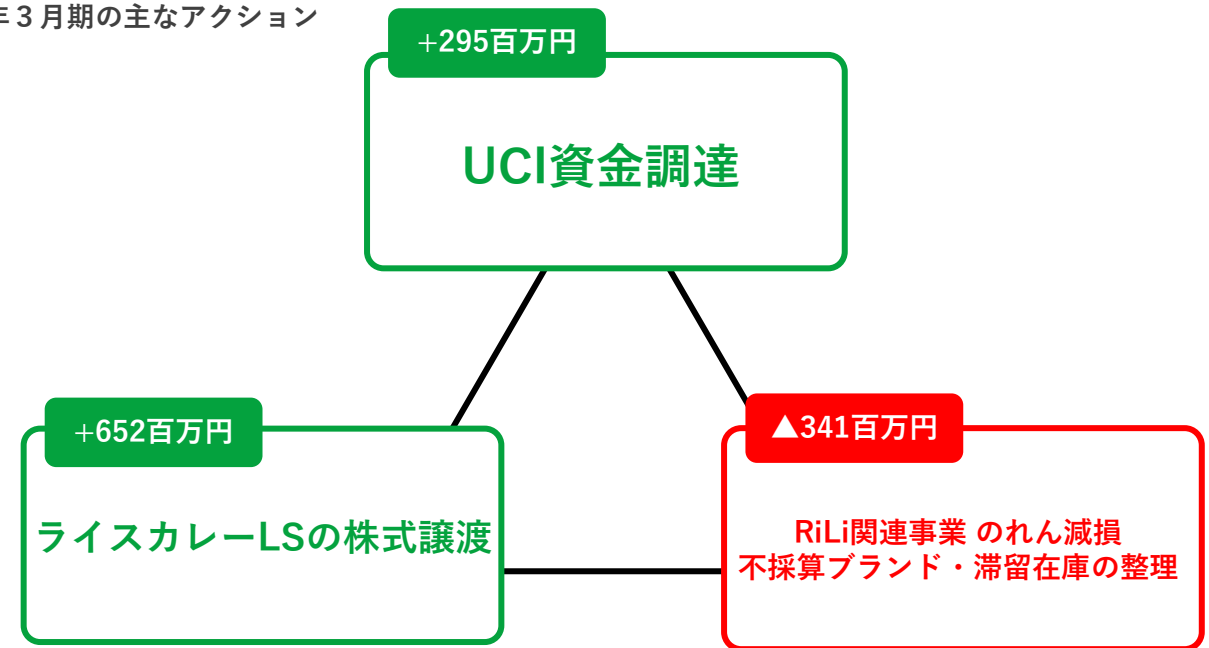 年３月期の主なアクション
+295百万円
UCI資金調達
+652百万円
ライスカレーLSの株式譲渡
▲341百万円
RiLi関連事業 のれん減損
不採算ブランド・滞留在庫の整理